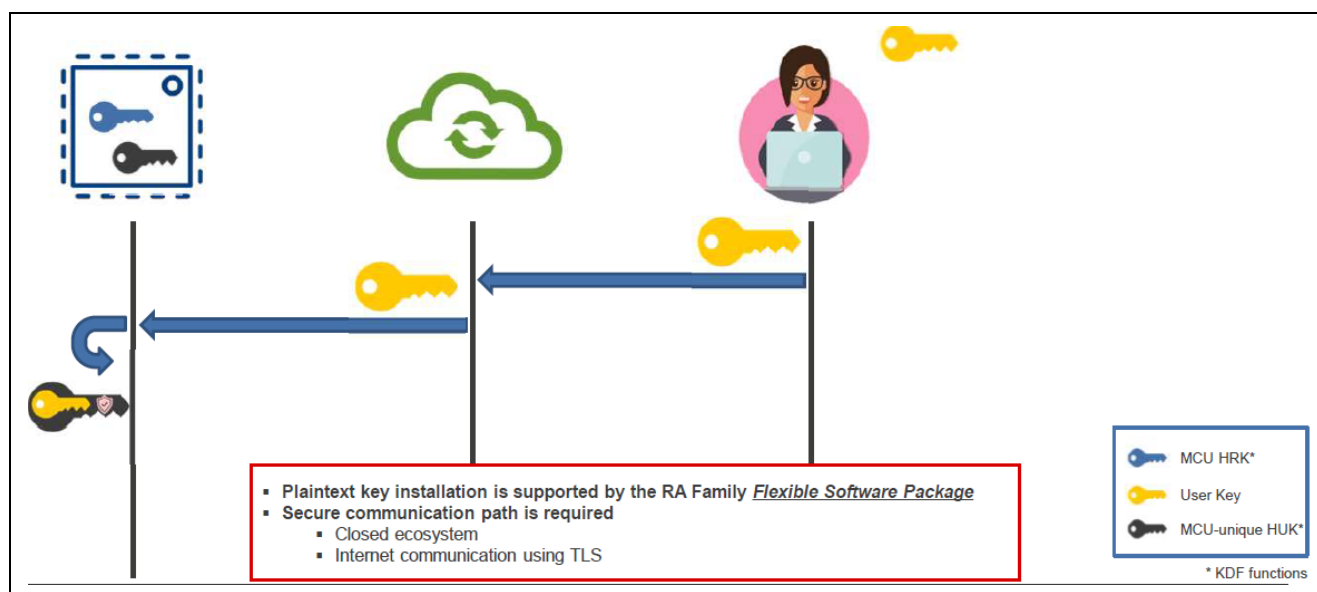 Plaintext key installation is supported by the RA Family Flexible Software Package
Secure communication path is required
Closed ecosystem
Internet communication using TLS
MCU HRK*
User Key
MCU-unique HUK*
* KDF functions